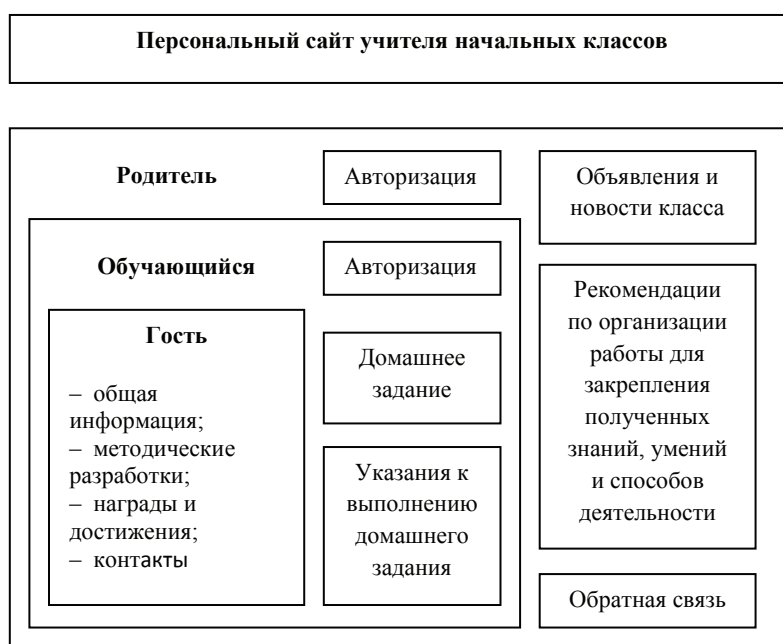 Персональный сайт учителя начальных классов
Родитель
Авторизация
Объявления и
новости класса
Обучающийся
Авторизация
Гость
– общая
информация;
– методические
разработки;
– награды и
достижения;
– контакты
Домашнее
задание
Указания к
выполнению
домашнего
задания
Рекомендации
по организации
работы для
закрепления
полученных
знаний, умений
и способов
деятельности
Обратная связь